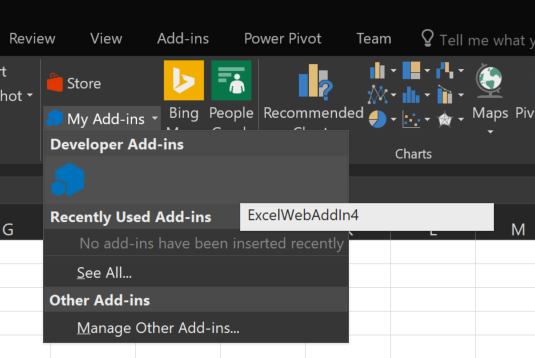 Review View Add-ins Power Pivot Team Tell me what y
Store
My Add-ins
Bing
People
Recommended
Maps Piv
Charts
Developer Add-ins
Recently Used Add-ins
ExcelWebAddIn4
No add-ins have been inserted recently
G L M
See All...
Other Add-ins
Manage Other Add-ins...